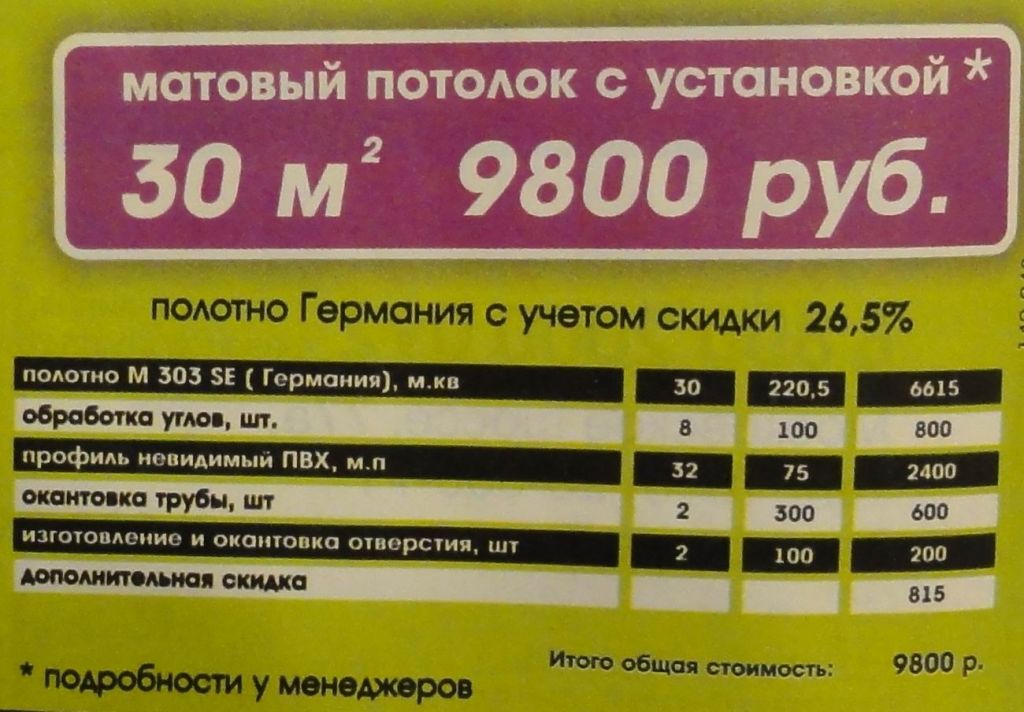 матовый потолок с установкой *
30 м² 9800 руб.
полотно Германия с учетом скидки 26,5%
полотно М 303 SE ( Германия), м.кв 30 220,5 6615
обработка углов, шт. 8 100 800
профиль невидимый ПВХ, м.п 32 75 2400
окантовка трубы, шт 2 300 600
изготовление и окантовка отверстия, шт 2 100 200
дополнительная скидка 815
Итого общая стоимость: 9800 р.
* подробности у менеджеров